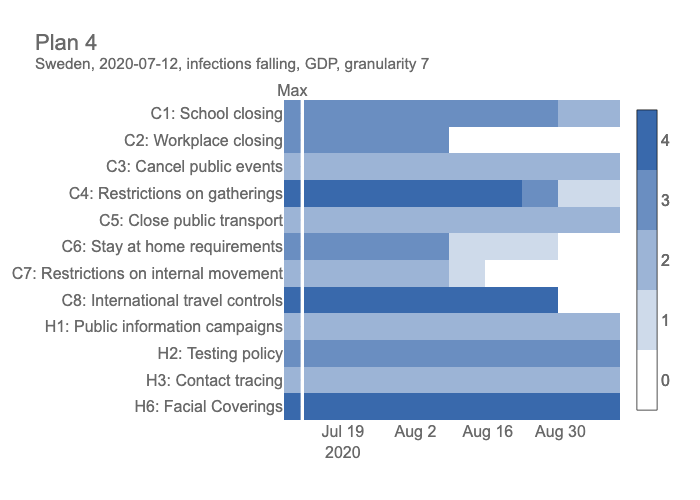 Plan 4
Sweden, 2020-07-12, infections falling, GDP, granularity 7
Max
C1: School closing
C2: Workplace closing
C3: Cancel public events
C4: Restrictions on gatherings
C5: Close public transport
C6: Stay at home requirements
C7: Restrictions on internal movement
C8: International travel controls
H1: Public information campaigns
H2: Testing policy
H3: Contact tracing
H6: Facial Coverings
Jul 19 Aug 2 Aug 16 Aug 30
2020
4
3
2
1
0